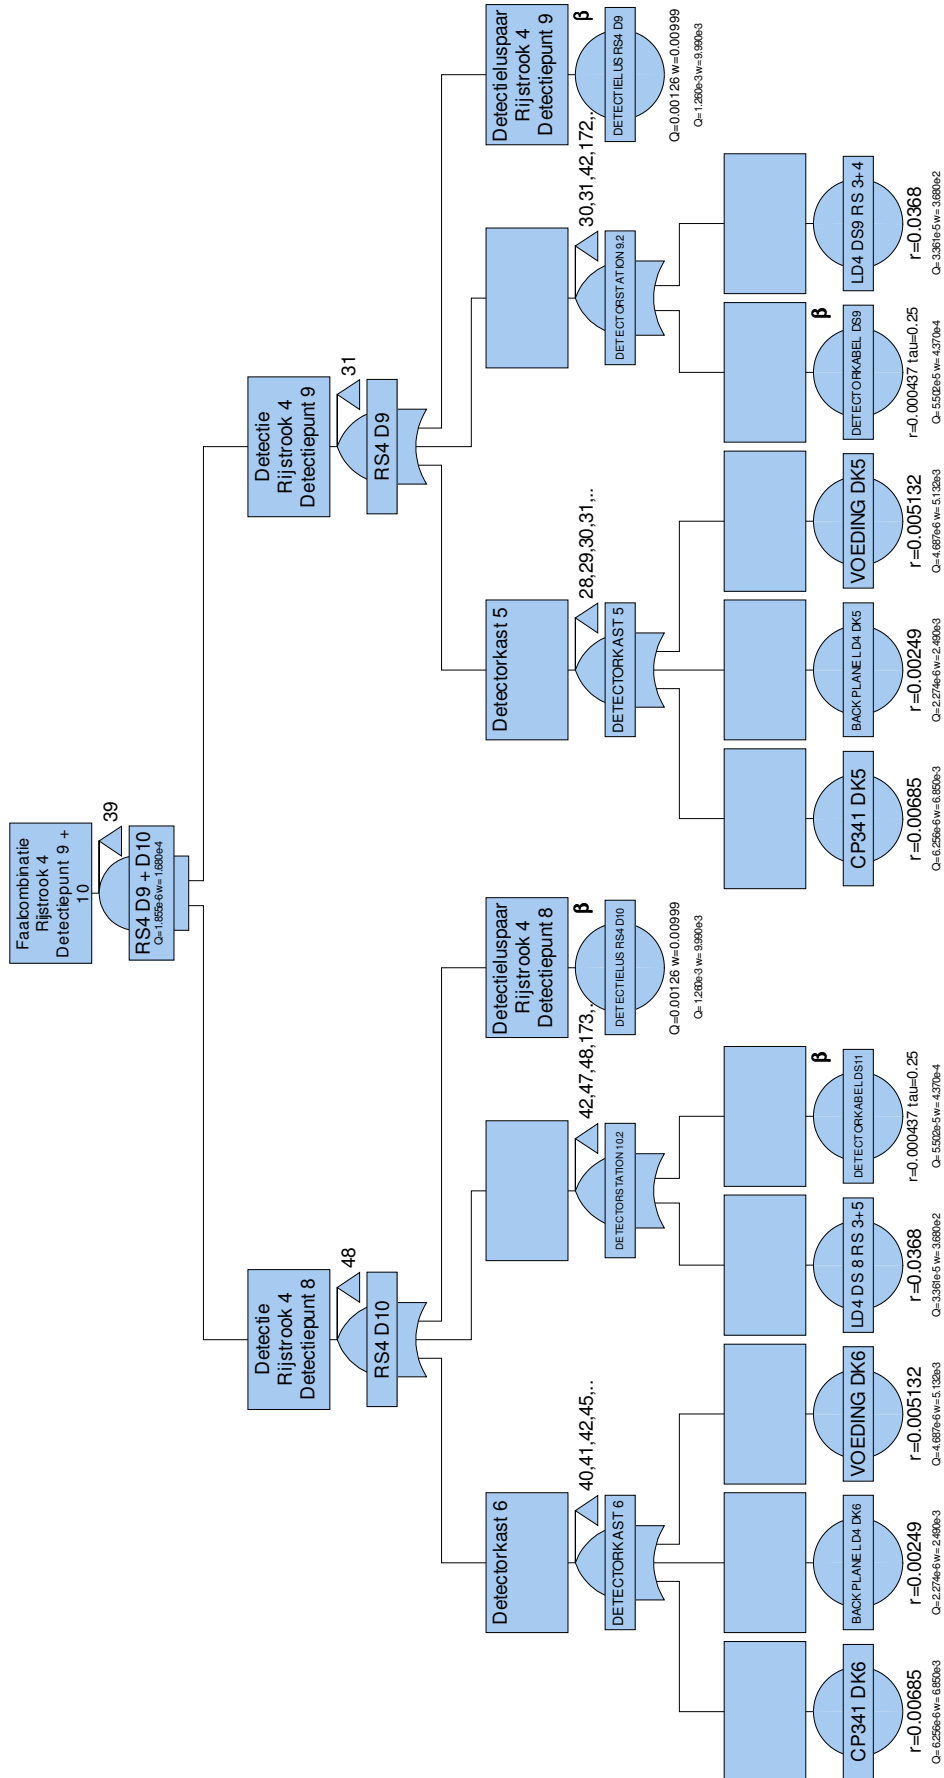 Faalcombinatie
Rijstrook 4
Detectiepunt 9 +
10
39
RS4 D9 + D10
Q=1.855e-6 w= 1.680e-4
Detectie
Rijstrook 4
Detectiepunt 8
48
RS4 D10
Detectie
Rijstrook 4
Detectiepunt 9
31
RS4 D9
Detectorkast 6
40,41,42,45,..
DETECTORKAST 6
42,47,48,173,..
DETECTORSTATION 10.2
Detectieluspaar
Rijstrook 4
Detectiepunt 8
β
DETECTIELUS RS4 D10
Q=0.00126 w=0.00999
Q=1.260e-3 w= 9.990e-3
Detectorkast 5
28,29,30,31,..
DETECTORKAST 5
30,31,42,172,..
DETECTORSTATION 9.2
Detectieluspaar
Rijstrook 4
Detectiepunt 9
β
DETECTIELUS RS4 D9
Q=0.00126 w=0.00999
Q=1.260e-3 w= 9.990e-3
CP341 DK6
r=0.00685
Q=6.256e-6 w= 6.850e-3
BACKPLANE LD4 DK6
r=0.00249
Q=2.274e-6 w= 2.490e-3
VOEDING DK6
r=0.005132
Q=4.687e-6 w= 5.132e-3
LD4 DS 8 RS 3+5
r=0.0368
Q=3.361e-5 w= 3.680e-2
β
DETECTORKABEL DS11
r=0.000437 tau=0.25
Q=5.502e-5 w= 4.370e-4
CP341 DK5
r=0.00685
Q=6.256e-6 w= 6.850e-3
BACKPLANE LD4 DK5
r=0.00249
Q=2.274e-6 w= 2.490e-3
VOEDING DK5
r=0.005132
Q=4.687e-6 w= 5.132e-3
β
DETECTORKABEL DS9
r=0.000437 tau=0.25
Q=5.502e-5 w= 4.370e-4
LD4 DS9 RS 3+4
r=0.0368
Q=3.361e-5 w= 3.680e-2